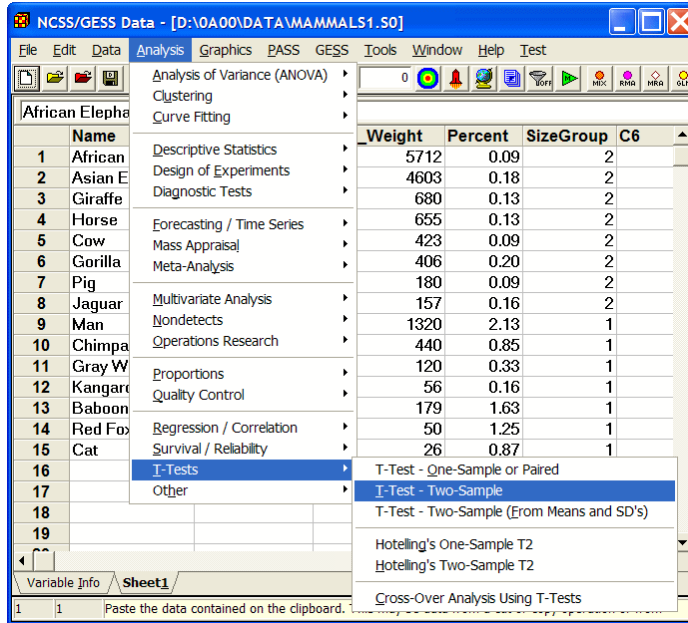 NCSS/GESS Data - [D:\0A00\DATA\MAMMALS1.S0]
File Edit Data Analysis Graphics PASS GESS Tools Window Help Test
0 MIX RMA MRA
African Elepha
Name _Weight Percent SizeGroup C6
1 African 5712 0.09 2
2 Asian E 4603 0.18 2
3 Giraffe 680 0.13 2
4 Horse 655 0.13 2
5 Cow 423 0.09 2
6 Gorilla 406 0.20 2
7 Pig 180 0.09 2
8 Jaguar 157 0.16 2
9 Man 1320 2.13 1
10 Chimpa 440 0.85 1
11 Gray W 120 0.33 1
12 Kangaro 56 0.16 1
13 Baboon 179 1.63 1
14 Red Fox 50 1.25 1
15 Cat 26 0.87 1
16
17
18
19
Analysis of Variance (ANOVA)
Clustering
Curve Fitting
Descriptive Statistics
Design of Experiments
Diagnostic Tests
Forecasting / Time Series
Mass Appraisal
Meta-Analysis
Multivariate Analysis
Nondetects
Operations Research
Proportions
Quality Control
Regression / Correlation
Survival / Reliability
T-Tests
Other
T-Test - One-Sample or Paired
T-Test - Two-Sample
T-Test - Two-Sample (From Means and SD's)
Hotelling's One-Sample T2
Hotelling's Two-Sample T2
Cross-Over Analysis Using T-Tests
Variable Info Sheet1
1 1 Paste the data contained on the clipboard.